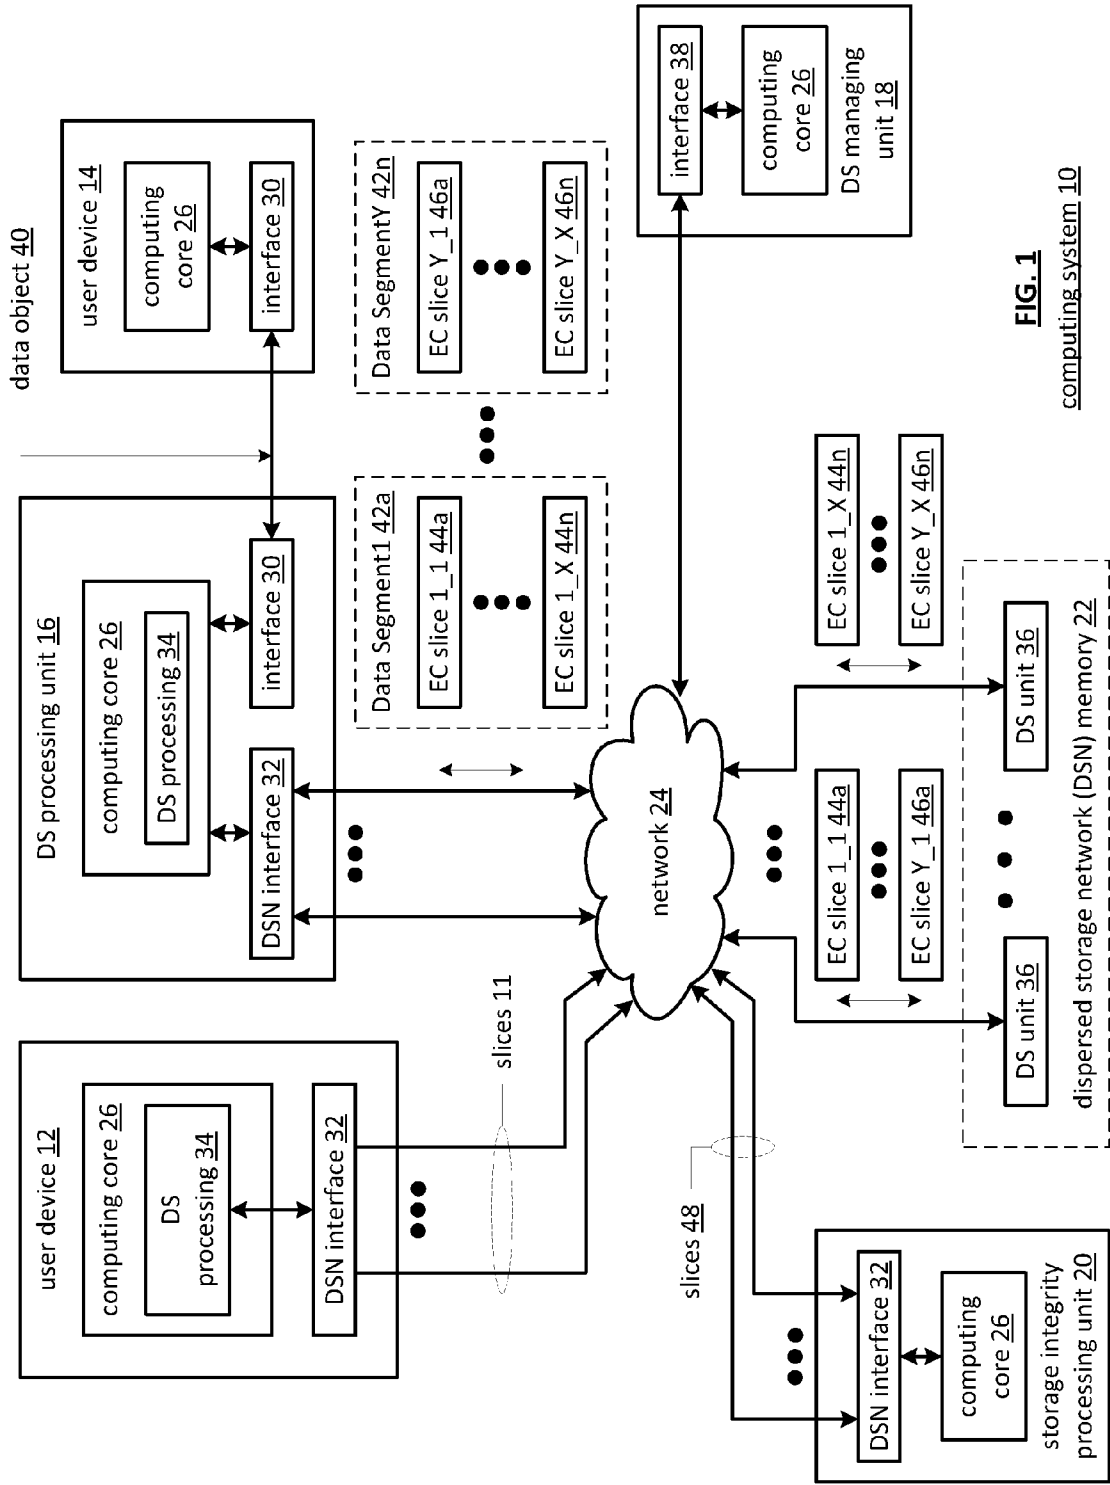 user device 12
computing core 26
DS
processing 34
DSN interface 32
slices 11
DS processing unit 16
computing core 26
DS processing 34
DSN interface 32
interface 30
data object 40
user device 14
computing
core 26
interface 30
Data Segment1 42a
EC slice 1_1 44a
EC slice 1_X 44n
Data SegmentY 42n
EC slice Y_1 46a
EC slice Y_X 46n
network 24
slices 48
DSN interface 32
computing
core 26
storage integrity
processing unit 20
EC slice 1_1 44a
EC slice Y_1 46a
EC slice 1_X 44n
EC slice Y_X 46n
DS unit 36
DS unit 36
dispersed storage network (DSN) memory 22
interface 38
computing
core 26
DS managing
unit 18
FIG. 1
computing system 10